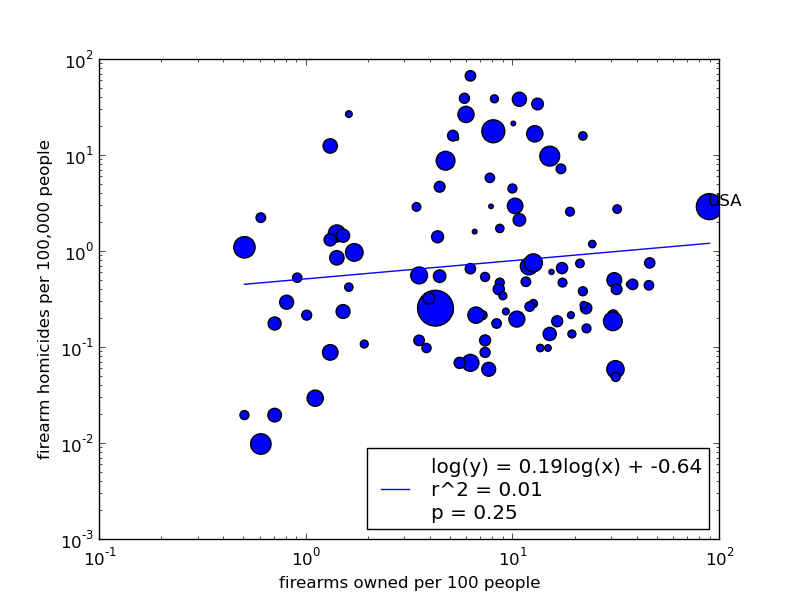 10^2
10^1
10^0
10^-1
10^-2
10^-3
firearm homicides per 100,000 people
USA
log(y) = 0.19log(x) + -0.64
r^2 = 0.01
p = 0.25
10^-1 10^0 10^1 10^2
firearms owned per 100 people